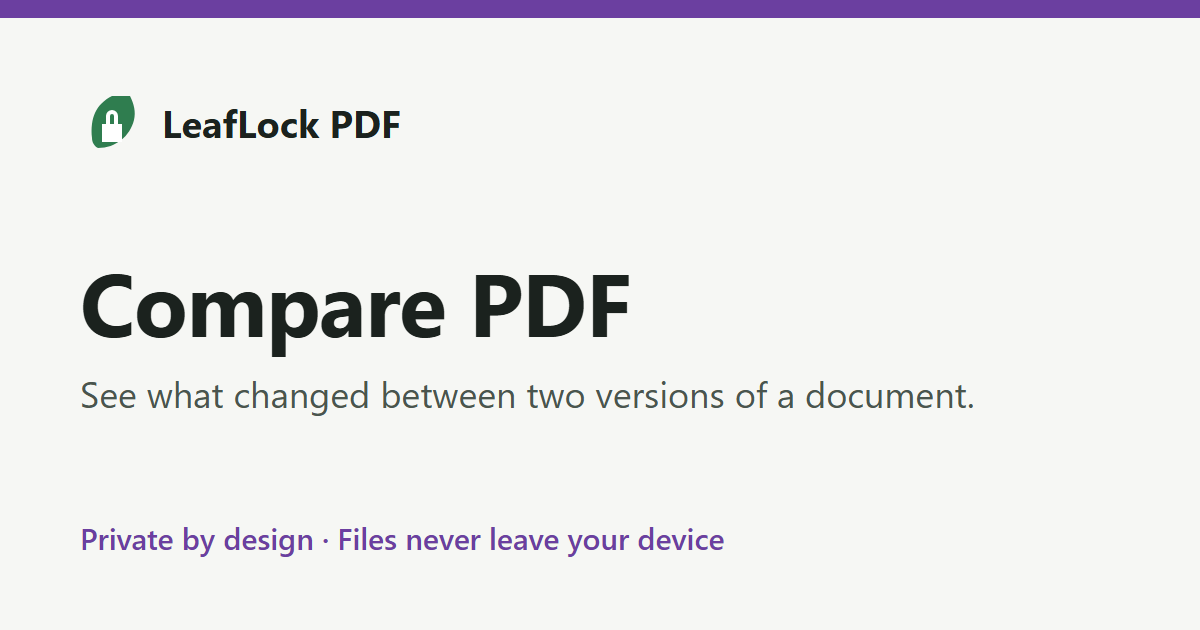 LeafLock PDF
Compare PDF
See what changed between two versions of a document.
Private by design · Files never leave your device